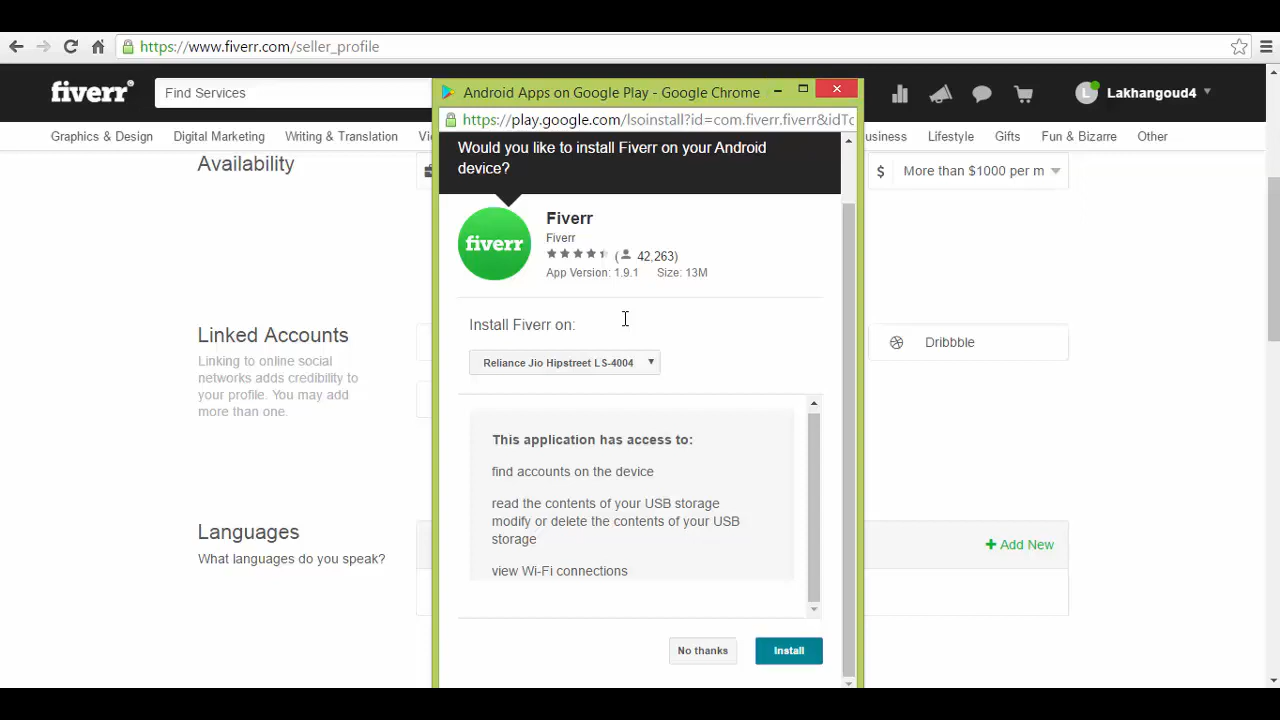 https://www.fiverr.com/seller_profile
fiverr®
Find Services
Lakhangoud4
Graphics & Design
Digital Marketing
Writing & Translation
Lifestyle
Gifts
Fun & Bizarre
Other
Android Apps on Google Play - Google Chrome
https://play.google.com/lsoinstall?id=com.fiverr.fiverr&idTo
Would you like to install Fiverr on your Android
device?
Fiverr
Fiverr
fiverr
( 42,263)
App Version: 1.9.1 Size: 13M
Install Fiverr on:
Reliance Jio Hipstreet LS-4004
This application has access to:
find accounts on the device
read the contents of your USB storage
modify or delete the contents of your USB
storage
view Wi-Fi connections
No thanks
Install
Availability
$ More than $1000 per m
Linked Accounts
Linking to online social
networks adds credibility to
your profile. You may add
more than one.
Dribbble
Languages
What languages do you speak?
+ Add New